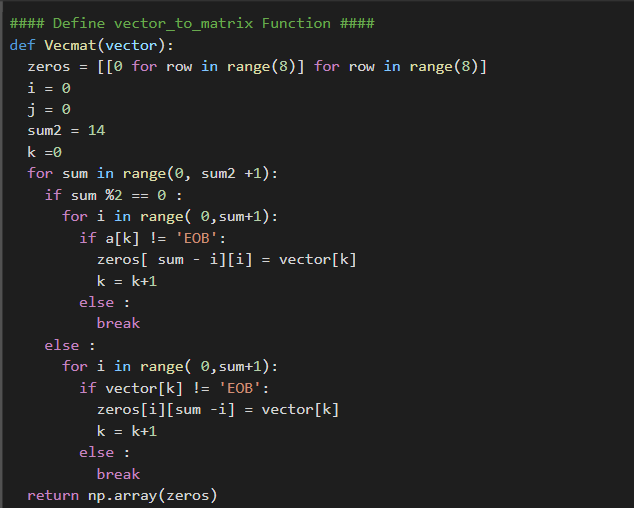 #### Define vector_to_matrix Function ####
def Vecmat(vector):
  zeros = [[0 for row in range(8)] for row in range(8)]
  i = 0
  j = 0
  sum2 = 14
  k =0
  for sum in range(0, sum2 +1):
    if sum %2 == 0 :
      for i in range( 0,sum+1):
        if a[k] != 'EOB':
          zeros[ sum - i][i] = vector[k]
          k = k+1
        else :
          break
    else :
      for i in range( 0,sum+1):
        if vector[k] != 'EOB':
          zeros[i][sum -i] = vector[k]
          k = k+1
        else :
          break
  return np.array(zeros)